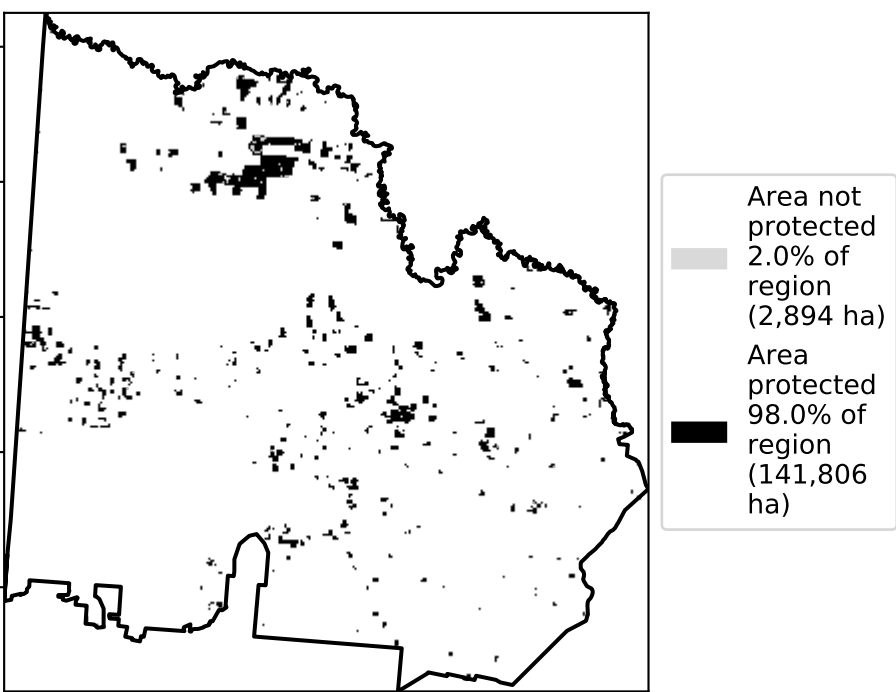 Area not
protected
2.0% of
region
(2,894 ha)
Area
protected
98.0% of
region
(141,806
ha)